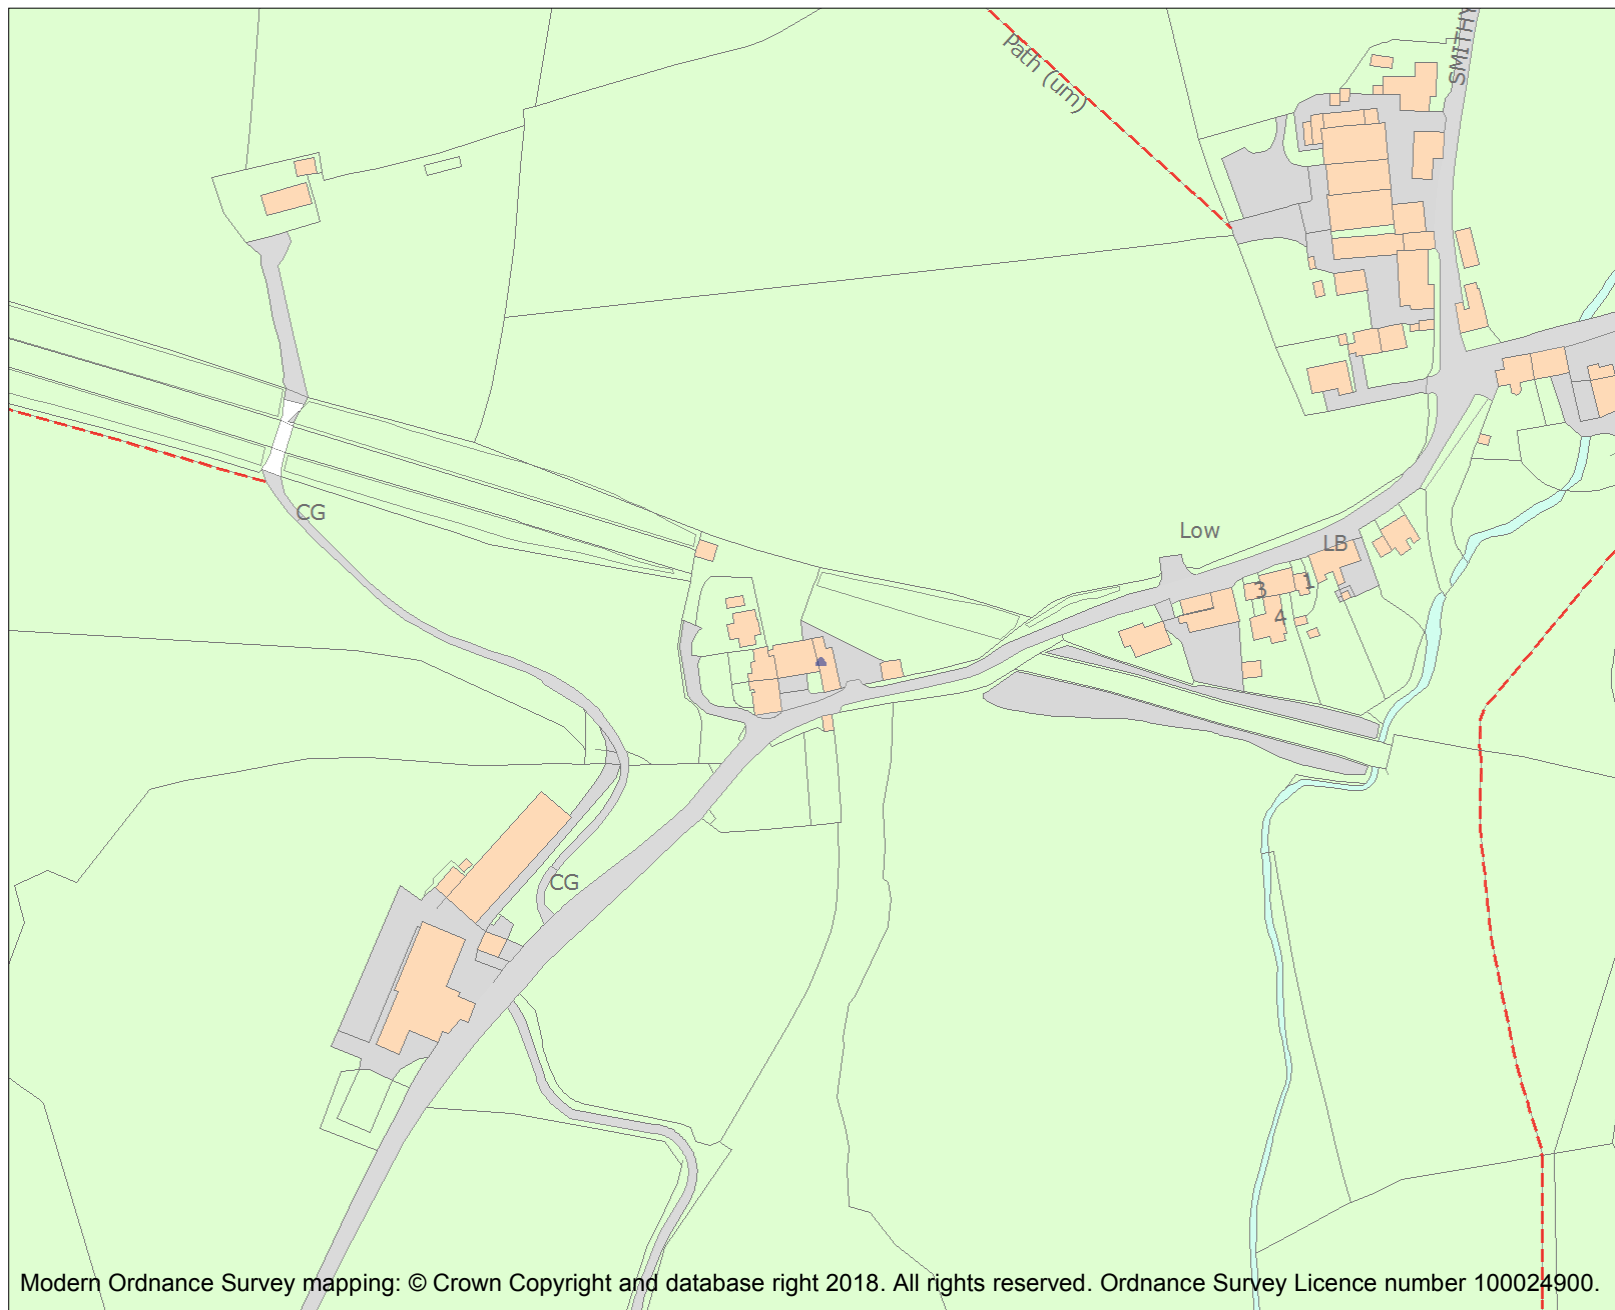 SMITHY
Path (um)
CG
Low
LB
3
1
4
CG
Modern Ordnance Survey mapping: © Crown Copyright and database right 2018. All rights reserved. Ordnance Survey Licence number 100024900.